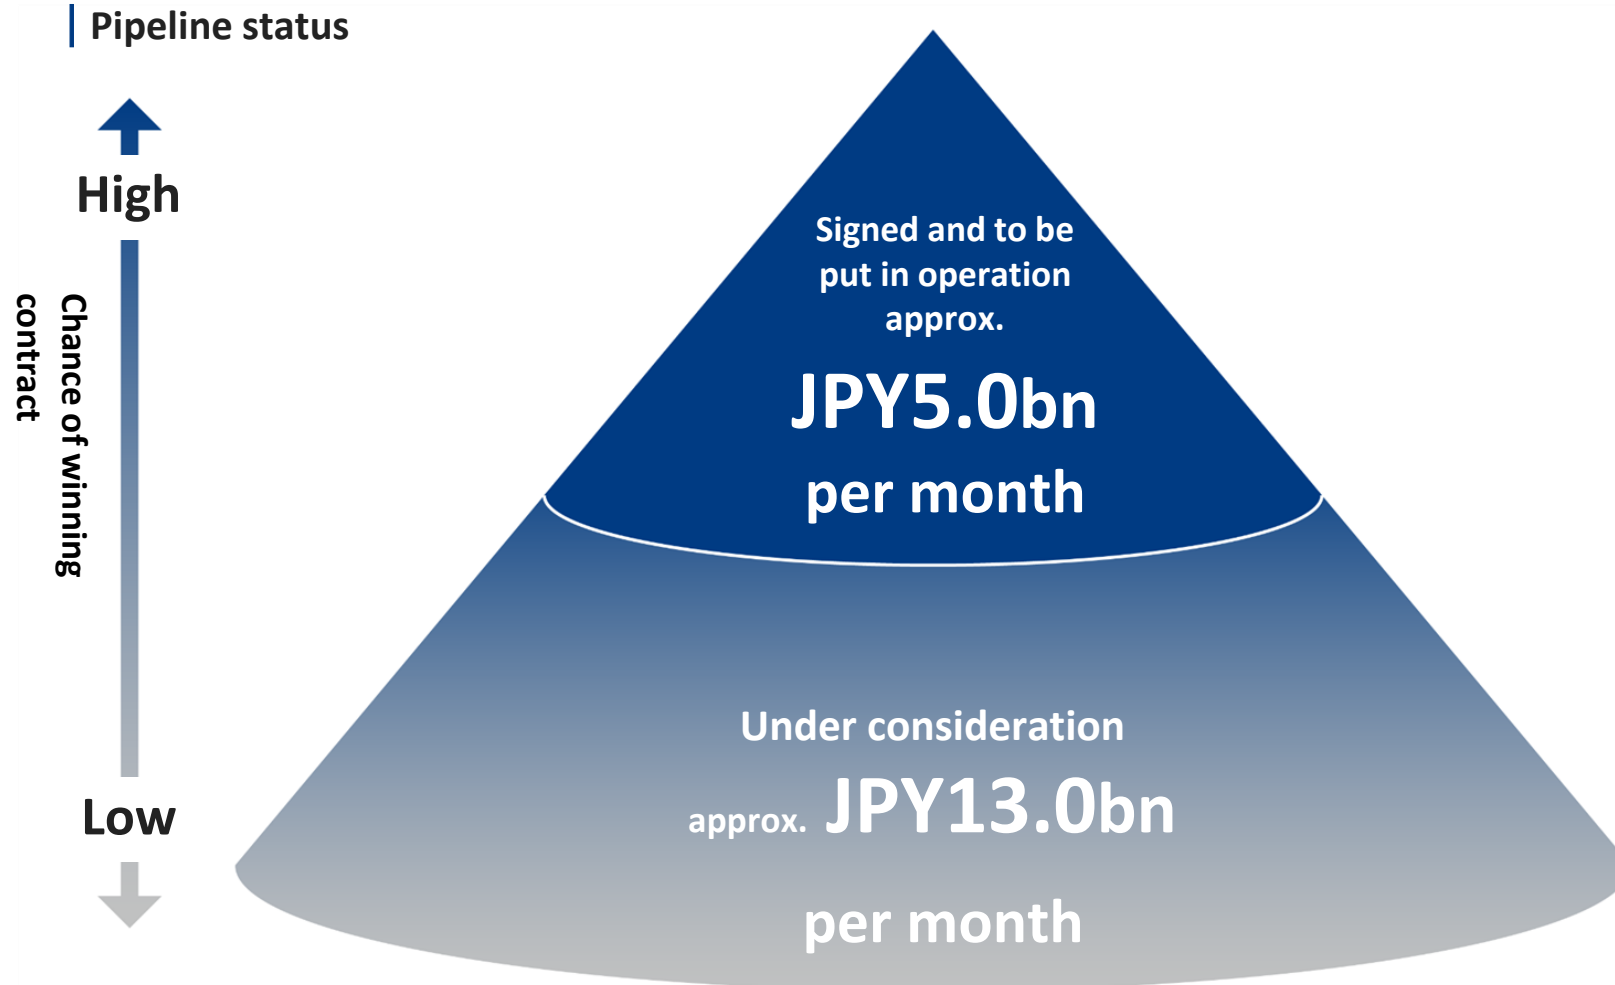 Pipeline status
High
Chance of winning
contract
Low
Signed and to be
put in operation
approx.
JPY5.0bn
per month
Under consideration
approx. JPY13.0bn
per month